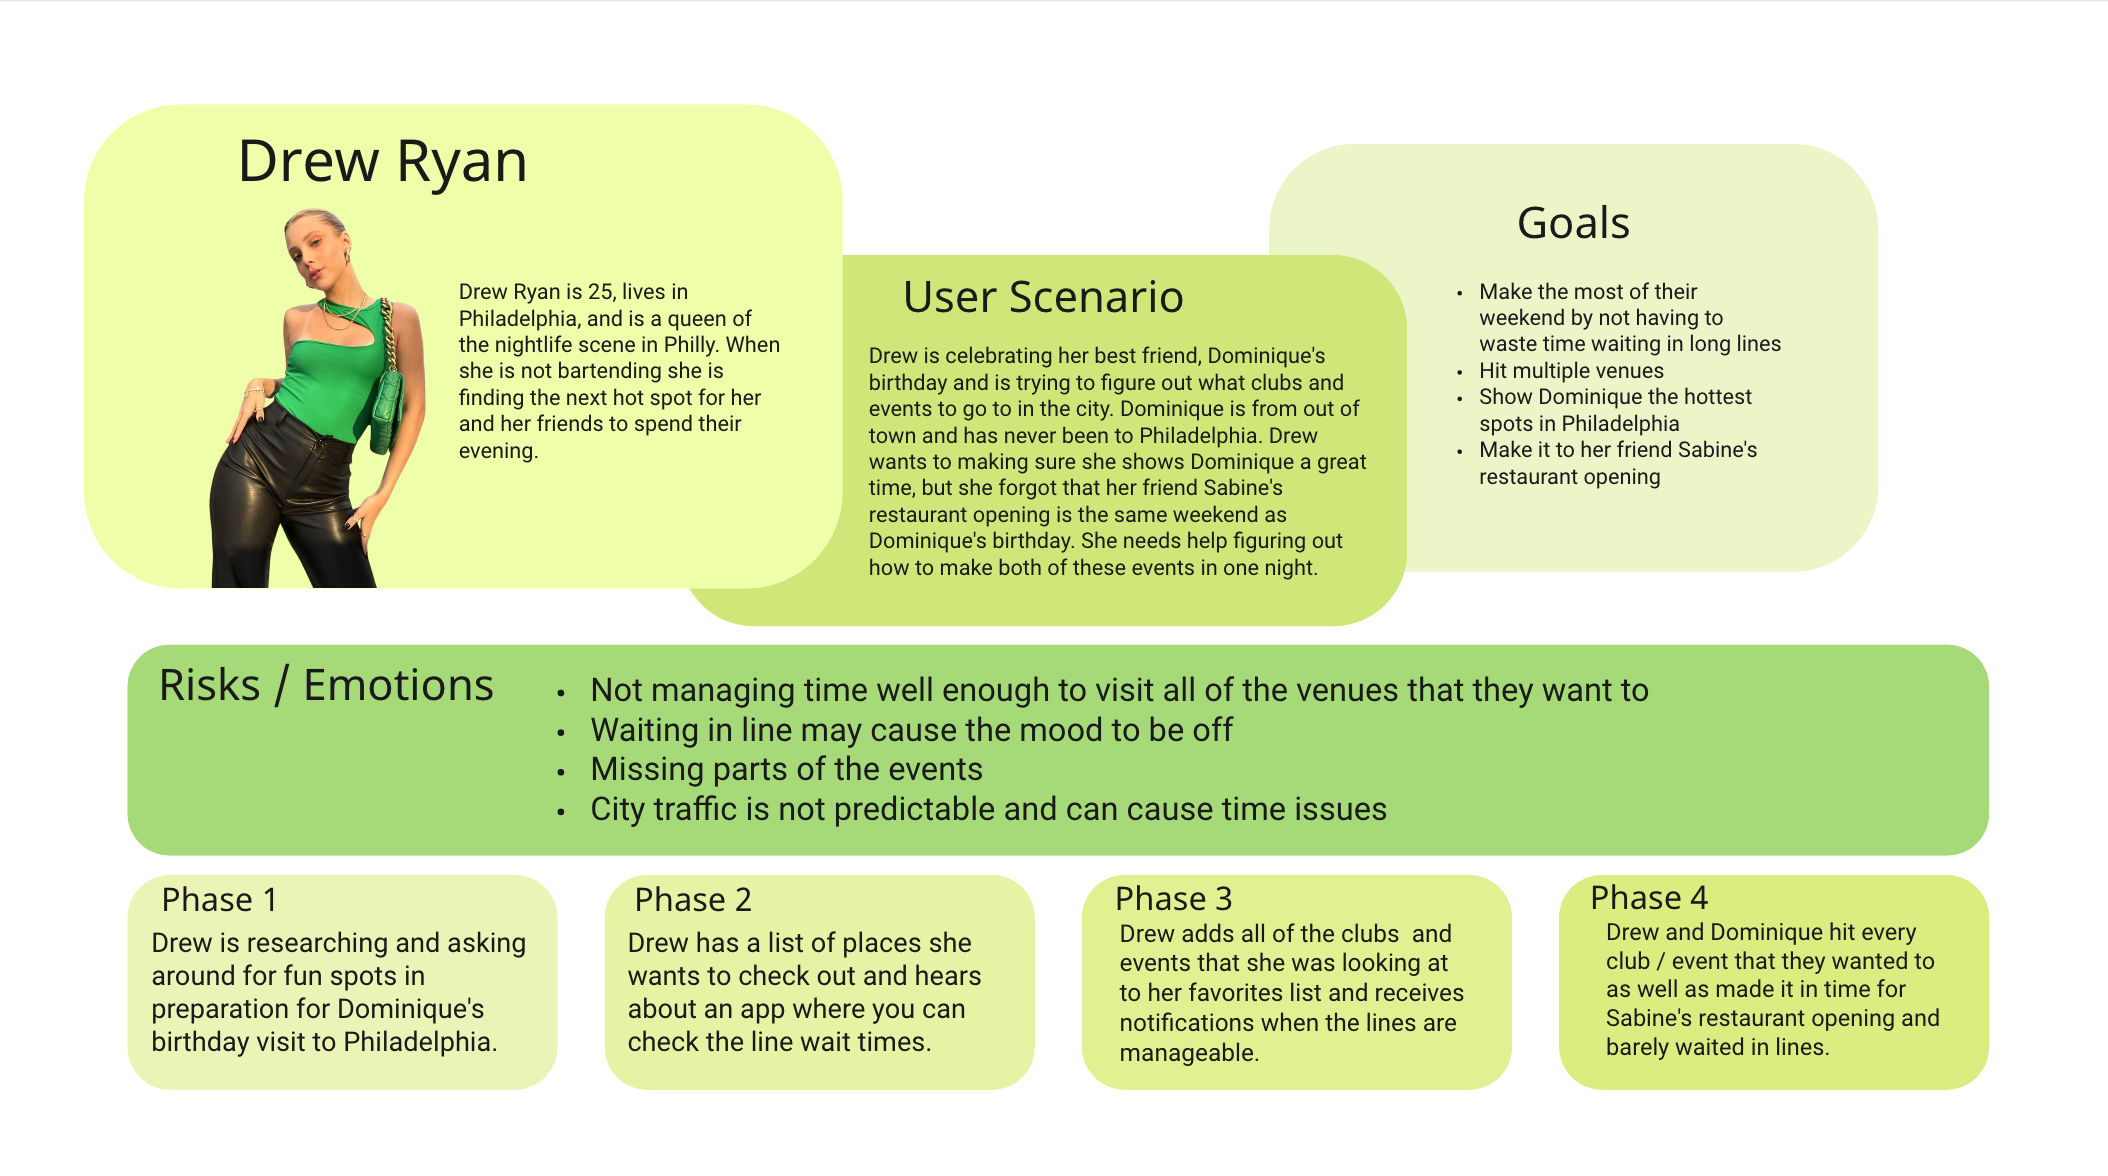 Drew Ryan
Drew Ryan is 25, lives in
Philadelphia, and is a queen of
the nightlife scene in Philly. When
she is not bartending she is
finding the next hot spot for her
and her friends to spend their
evening.
User Scenario
Drew is celebrating her best friend, Dominique's
birthday and is trying to figure out what clubs and
events to go to in the city. Dominique is from out of
town and has never been to Philadelphia. Drew
wants to making sure she shows Dominique a great
time, but she forgot that her friend Sabine's
restaurant opening is the same weekend as
Dominique's birthday. She needs help figuring out
how to make both of these events in one night.
Goals
• Make the most of their
weekend by not having to
waste time waiting in long lines
• Hit multiple venues
• Show Dominique the hottest
spots in Philadelphia
• Make it to her friend Sabine's
restaurant opening
Risks / Emotions
• Not managing time well enough to visit all of the venues that they want to
• Waiting in line may cause the mood to be off
• Missing parts of the events
• City traffic is not predictable and can cause time issues
Phase 1
Drew is researching and asking
around for fun spots in
preparation for Dominique's
birthday visit to Philadelphia.
Phase 2
Drew has a list of places she
wants to check out and hears
about an app where you can
check the line wait times.
Phase 3
Drew adds all of the clubs  and
events that she was looking at
to her favorites list and receives
notifications when the lines are
manageable.
Phase 4
Drew and Dominique hit every
club / event that they wanted to
as well as made it in time for
Sabine's restaurant opening and
barely waited in lines.